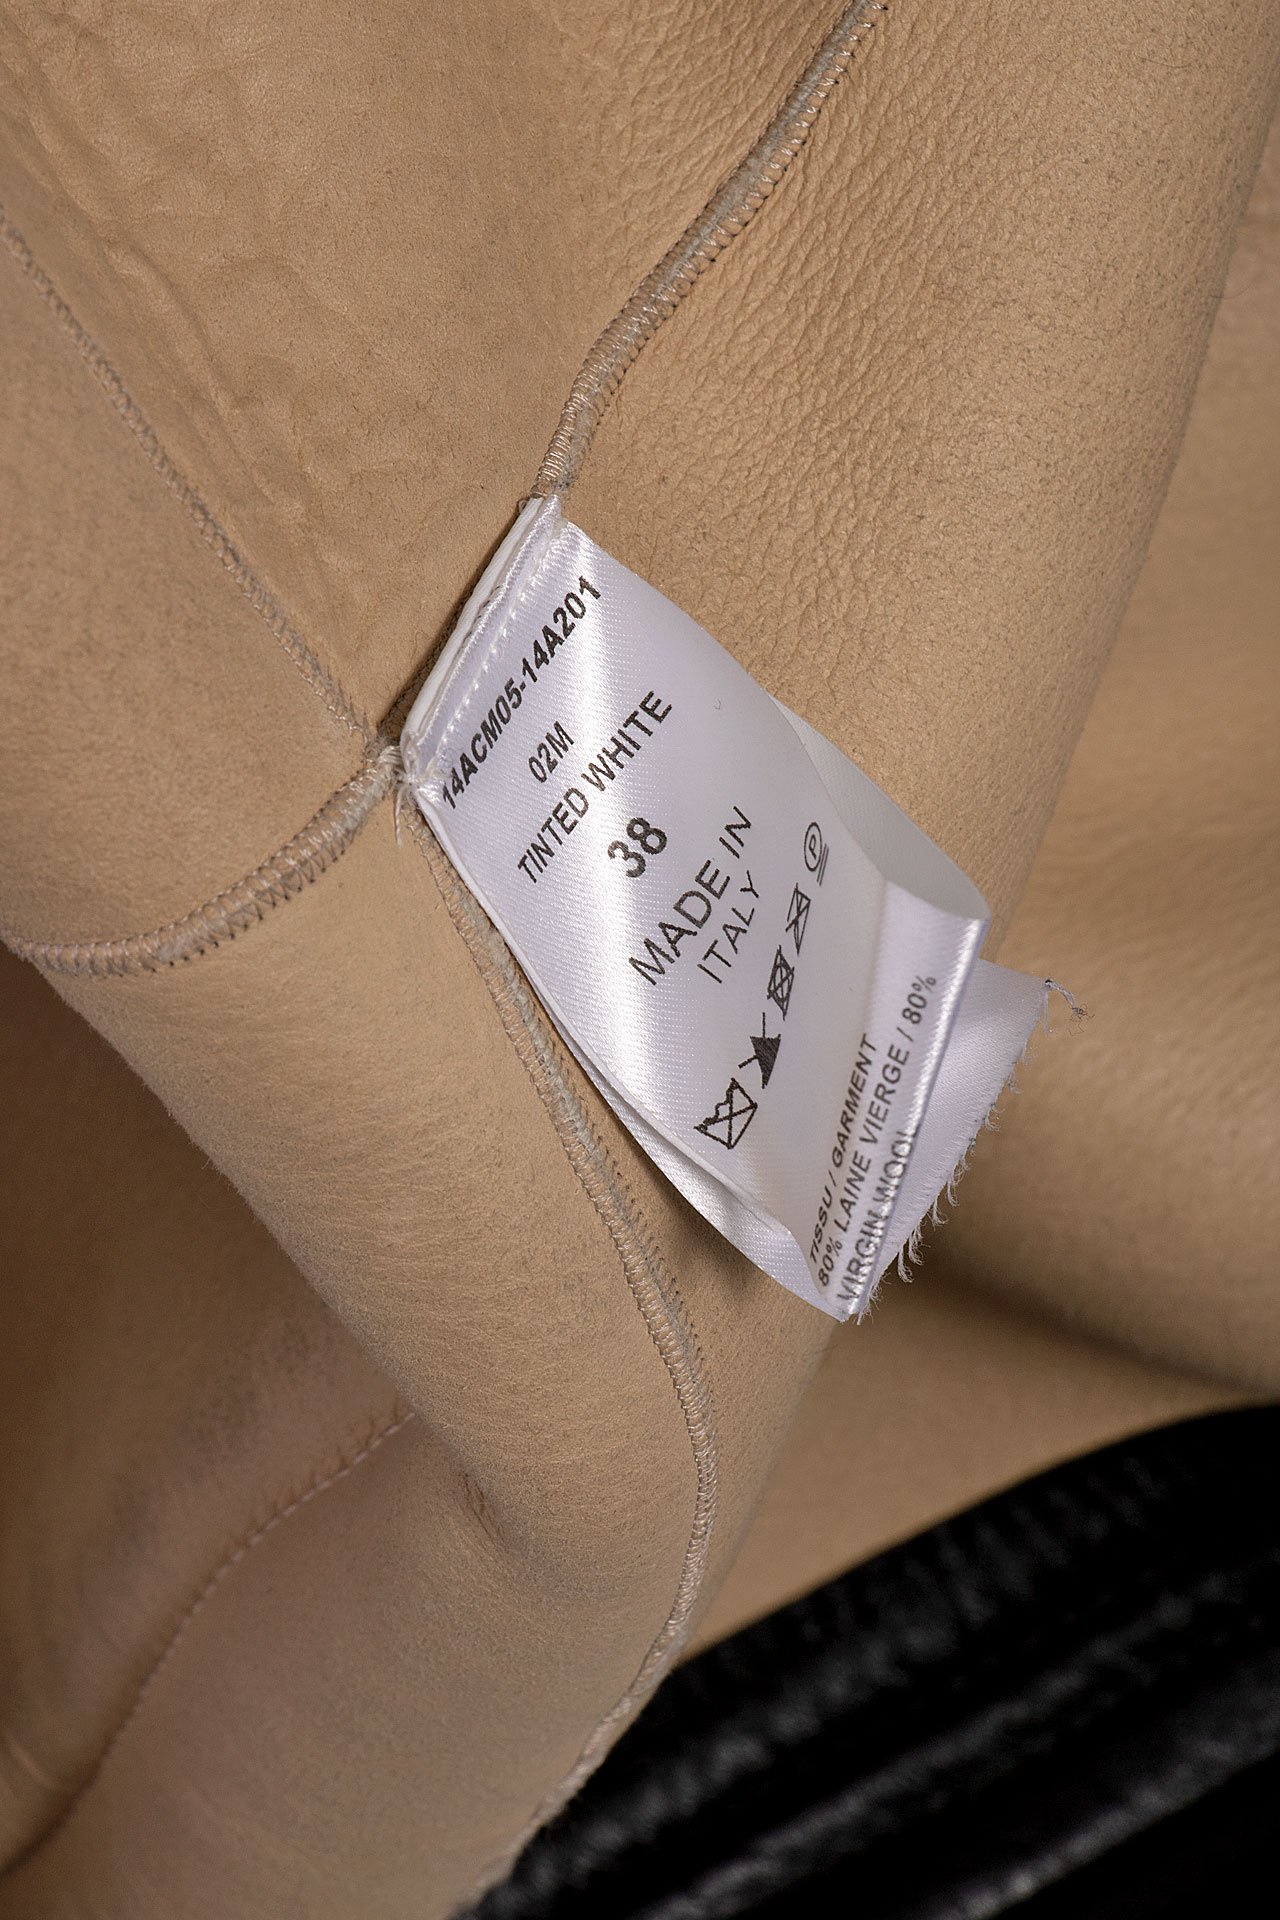 14ACM05-14A201
02M
TINTED WHITE
38
MADE IN
ITALY
P
TISSU / GARMENT
80% LAINE VIERGE / 80%
VIRGIN WOOL